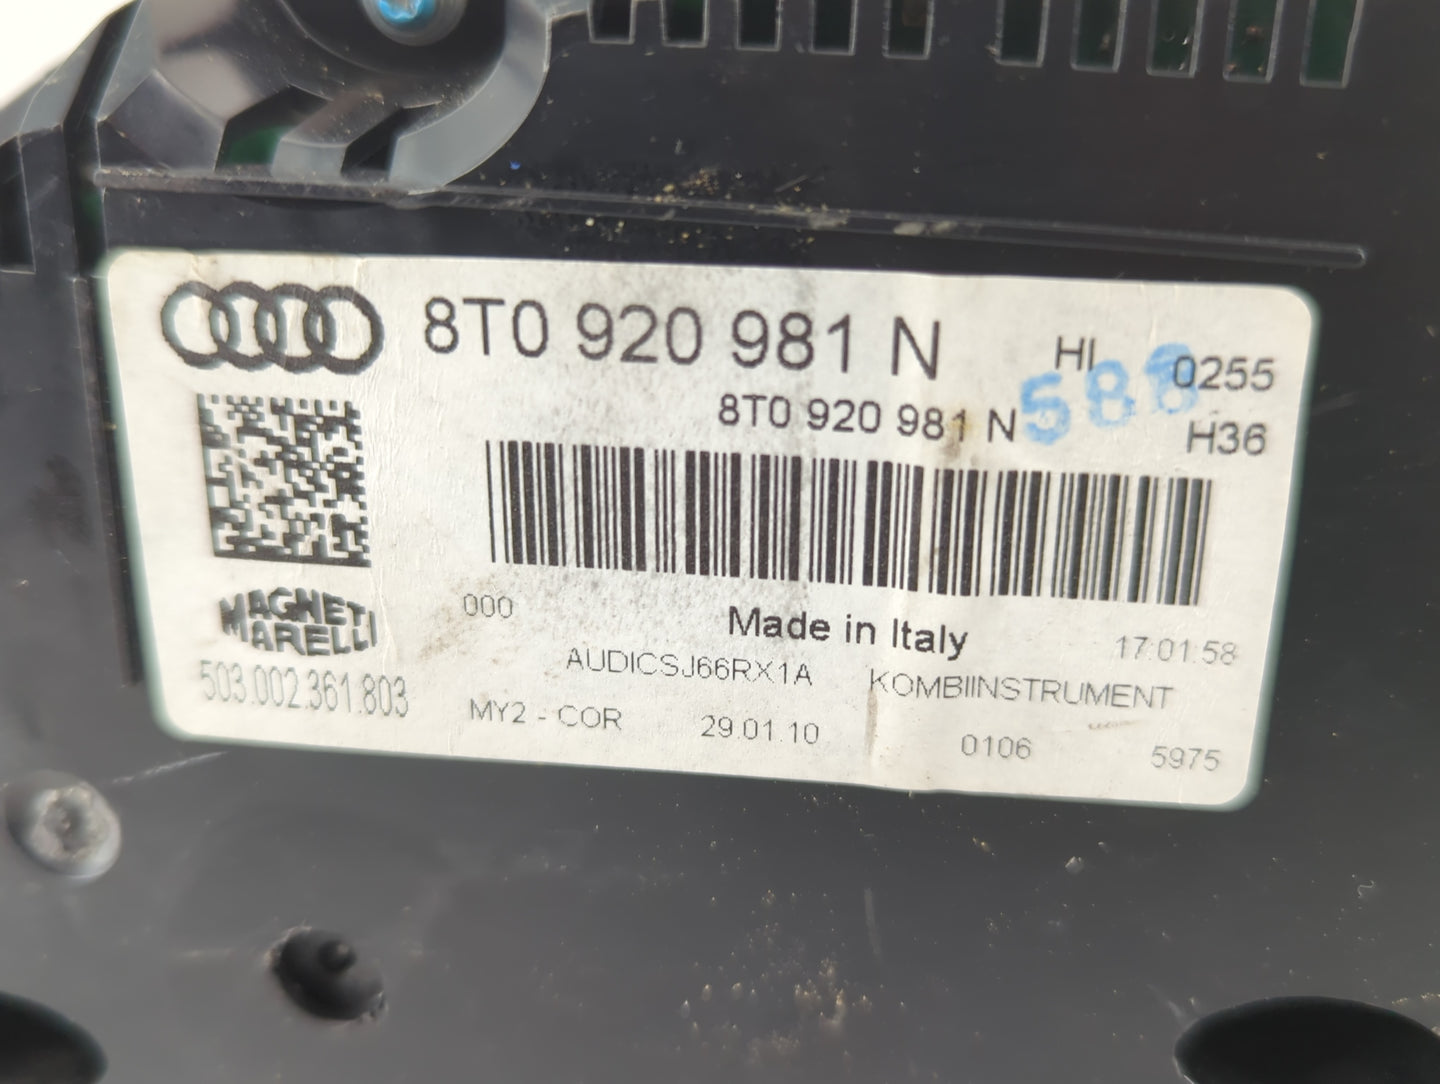 8T0 920 981 N HI 0255
8T0 920 981 N H36
MAGNETI
MARELLI
000 Made in Italy 17:01:58
503.002.361.803 AUDICSJ66RX1A KOMBIINSTRUMENT
MY2 - COR 29.01.10 0106 5975